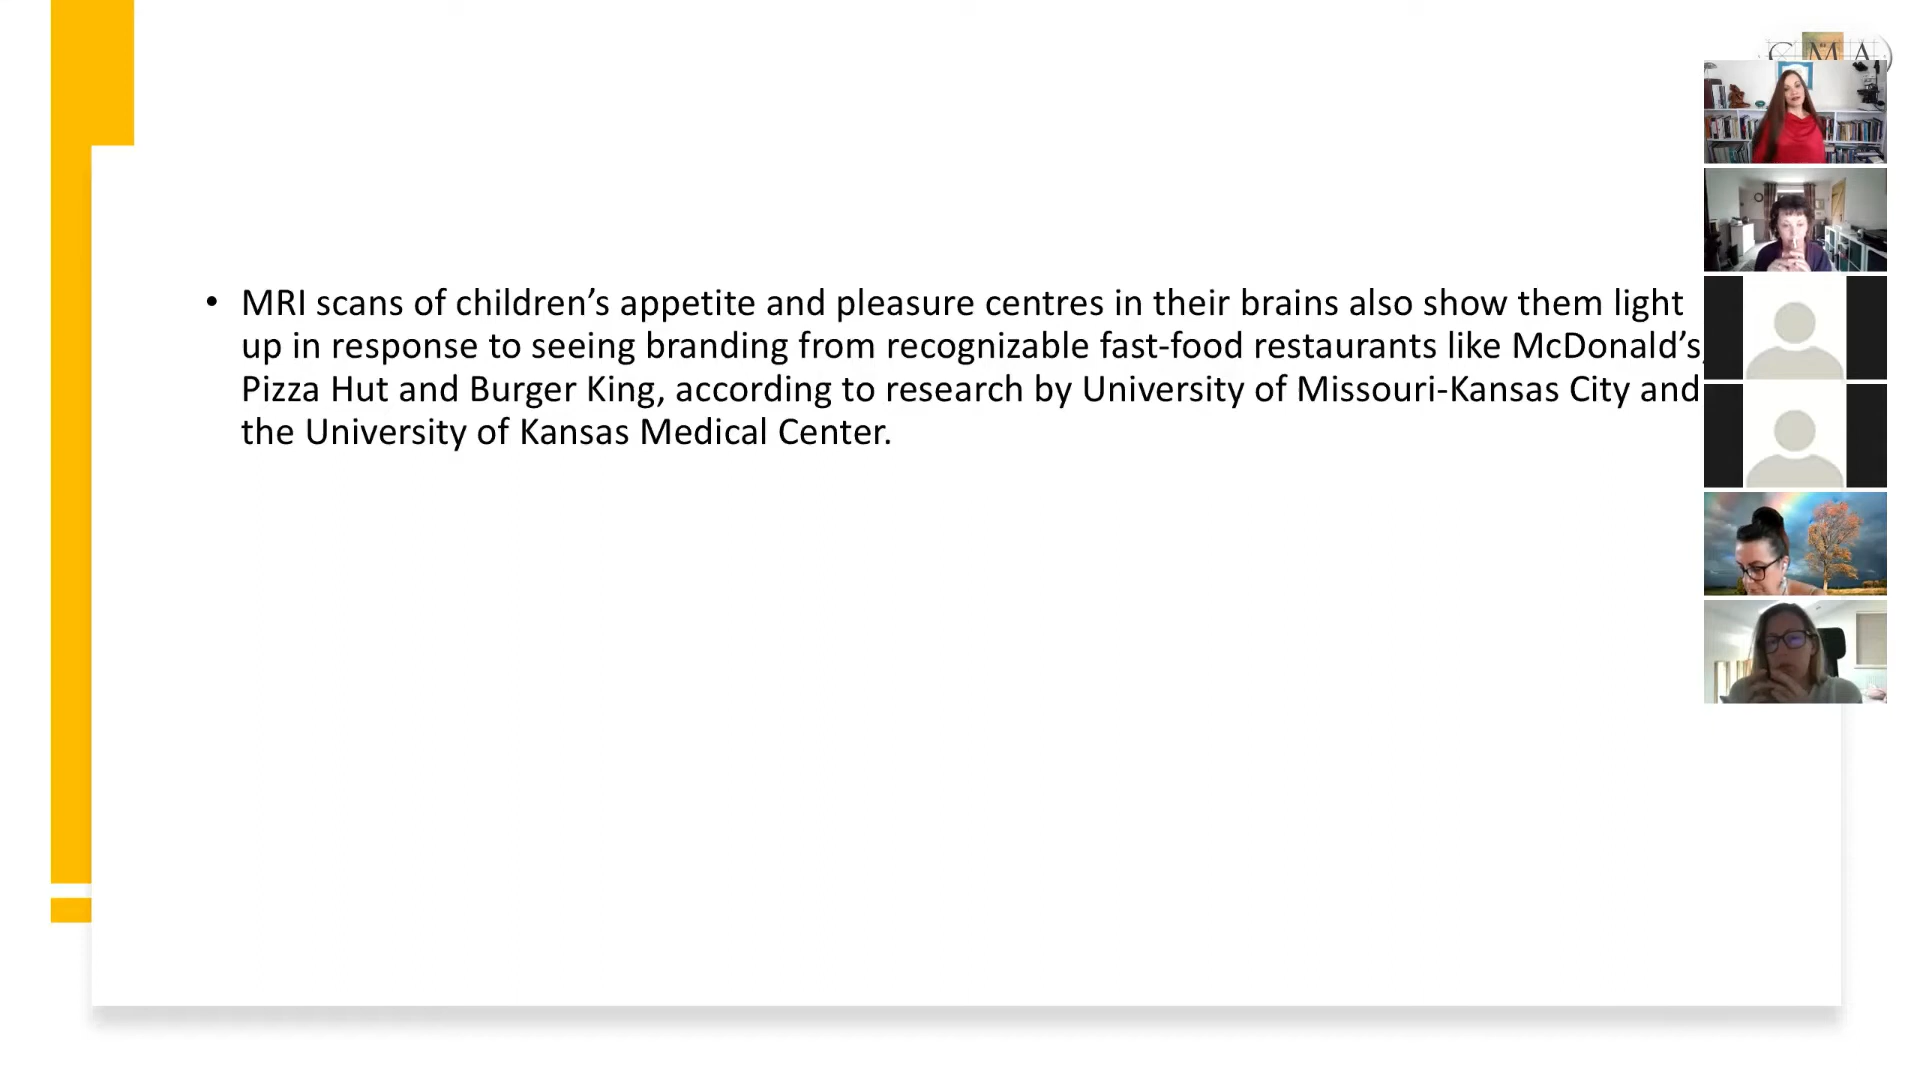 CMA
• MRI scans of children’s appetite and pleasure centres in their brains also show them light
up in response to seeing branding from recognizable fast-food restaurants like McDonald’s,
Pizza Hut and Burger King, according to research by University of Missouri-Kansas City and
the University of Kansas Medical Center.